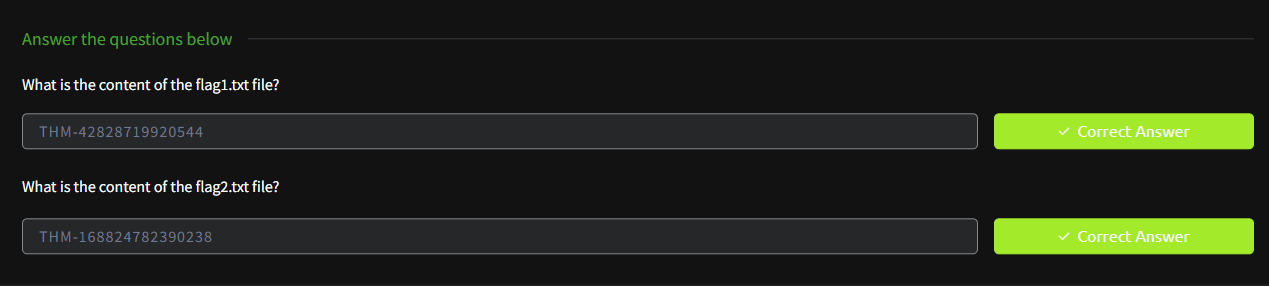 Answer the questions below
What is the content of the flag1.txt file?
THM-42828719920544
Correct Answer
What is the content of the flag2.txt file?
THM-168824782390238
Correct Answer